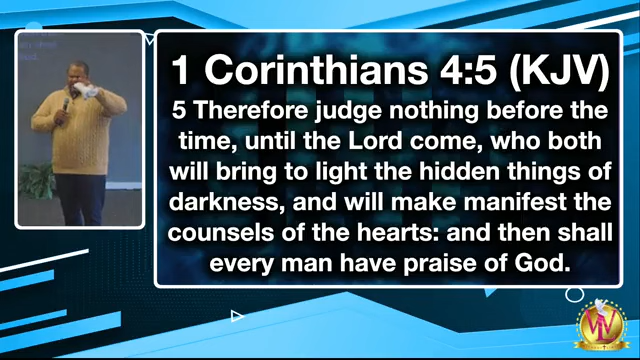 1 Corinthians 4:5 (KJV)
5 Therefore judge nothing before the
time, until the Lord come, who both
will bring to light the hidden things of
darkness, and will make manifest the
counsels of the hearts: and then shall
every man have praise of God.